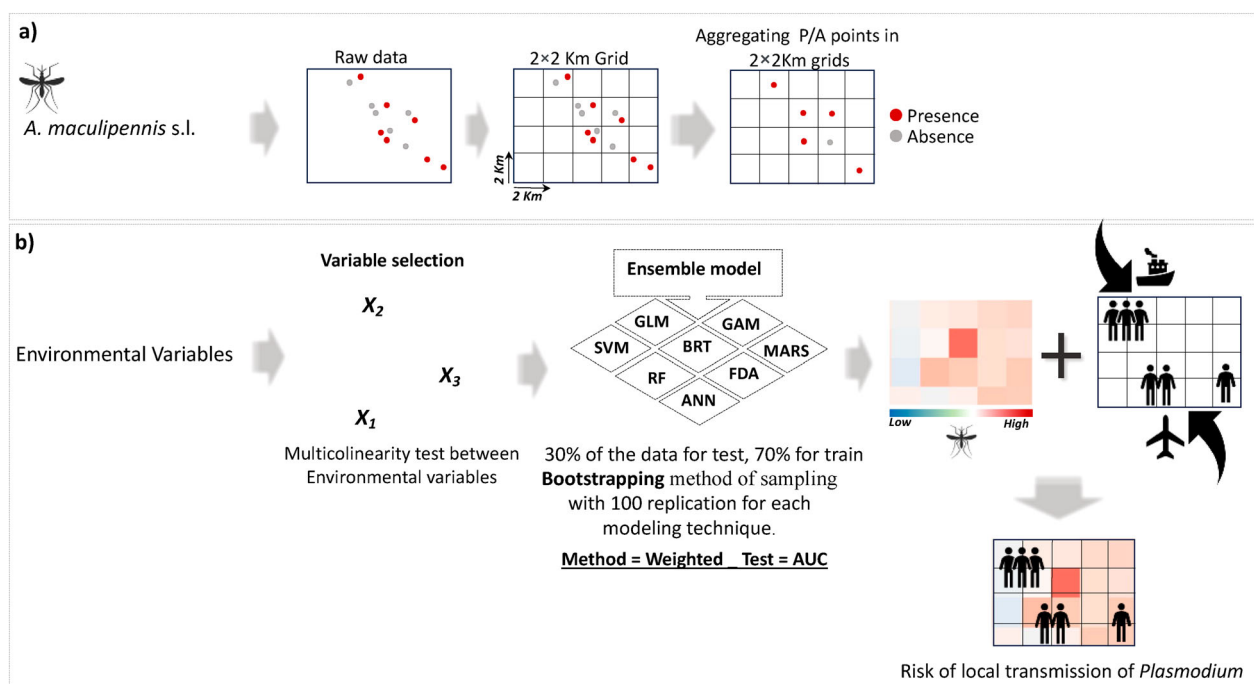 a)
A. maculipennis s.l.
Raw data
2×2 Km Grid
2 Km
2 Km
Aggregating P/A points in
2×2Km grids
Presence
Absence
b)
Environmental Variables
Variable selection
X2
X3
X1
Multicolinearity test between
Environmental variables
Ensemble model
GLM
GAM
SVM
BRT
MARS
RF
FDA
ANN
30% of the data for test, 70% for train
Bootstrapping method of sampling
with 100 replication for each
modeling technique.
Method = Weighted _ Test = AUC
Low
High
Risk of local transmission of Plasmodium